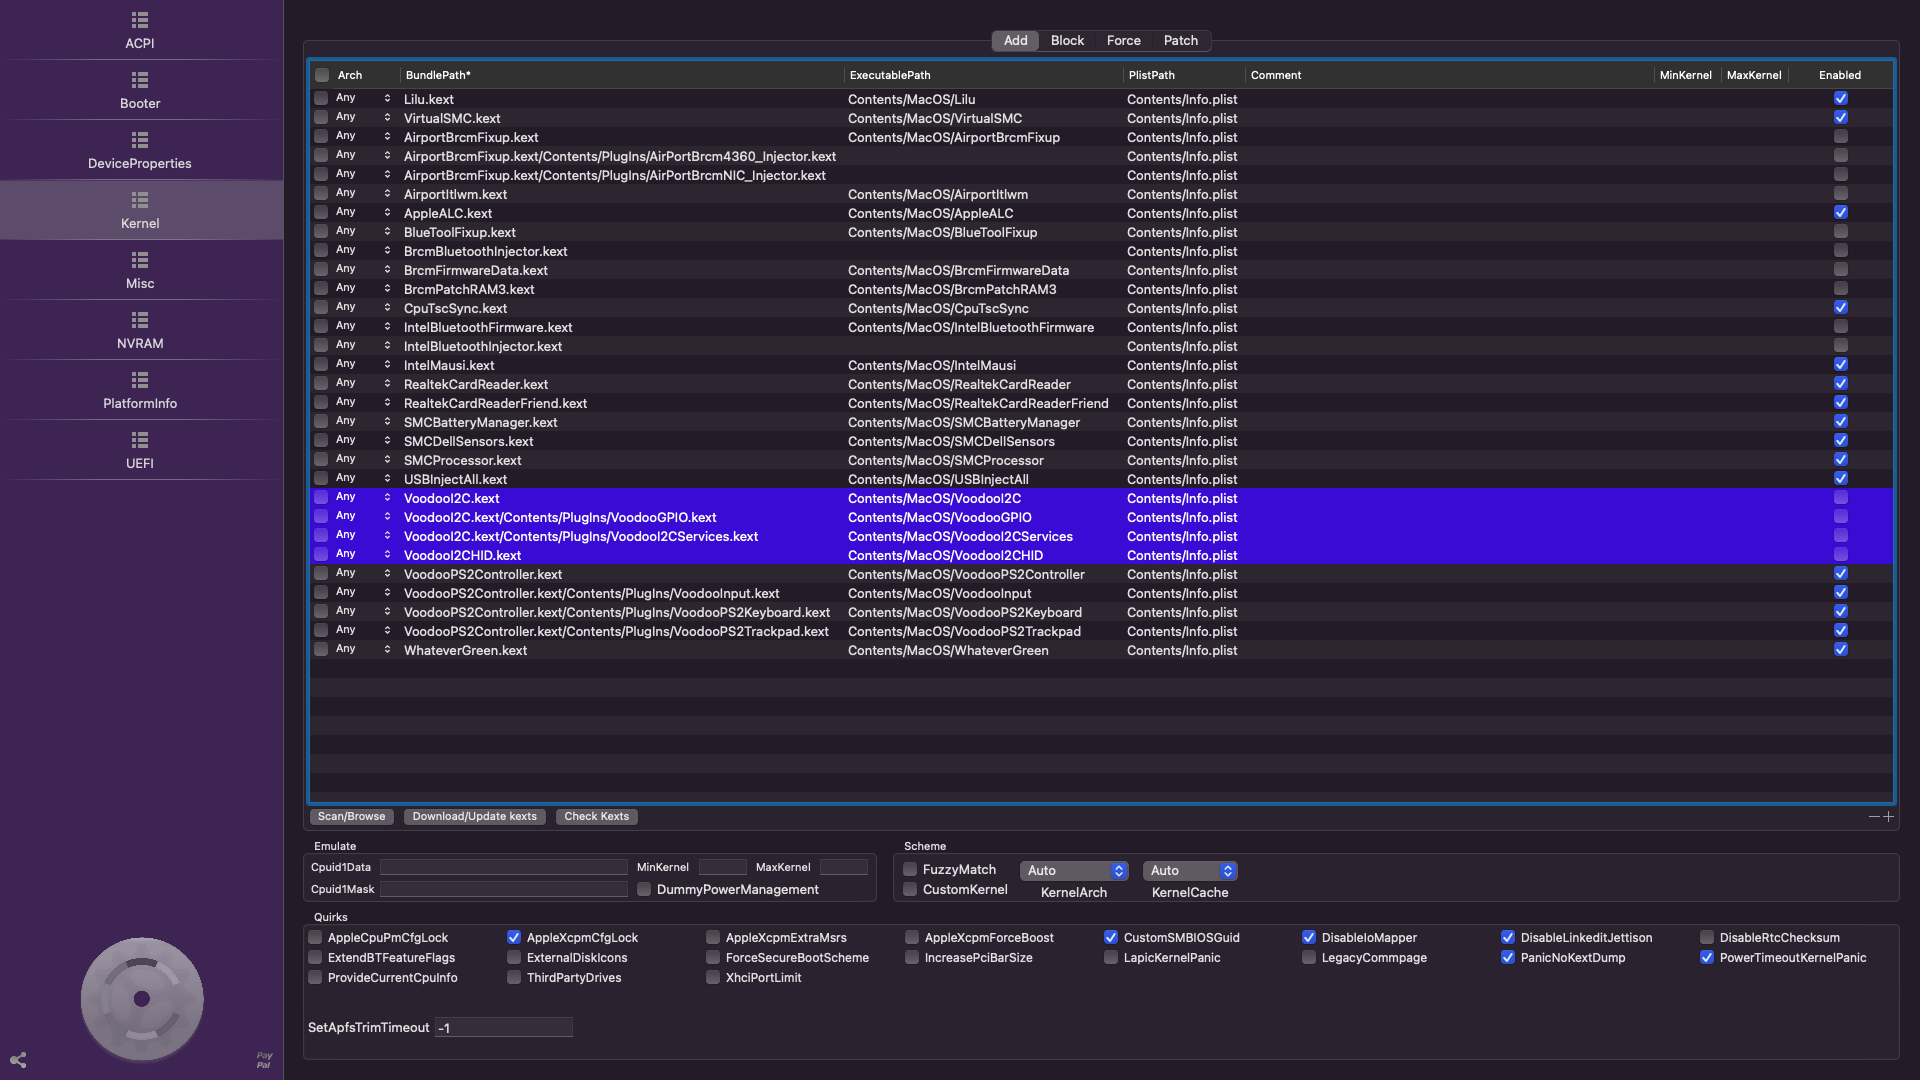 ACPI
Booter
DeviceProperties
Kernel
Misc
NVRAM
PlatformInfo
UEFI
Pay
Pal
Add Block Force Patch
Arch BundlePath* ExecutablePath PlistPath Comment MinKernel MaxKernel Enabled
Any Lilu.kext Contents/MacOS/Lilu Contents/Info.plist
Any VirtualSMC.kext Contents/MacOS/VirtualSMC Contents/Info.plist
Any AirportBrcmFixup.kext Contents/MacOS/AirportBrcmFixup Contents/Info.plist
Any AirportBrcmFixup.kext/Contents/PlugIns/AirPortBrcm4360_Injector.kext Contents/Info.plist
Any AirportBrcmFixup.kext/Contents/PlugIns/AirPortBrcmNIC_Injector.kext Contents/Info.plist
Any AirportItlwm.kext Contents/MacOS/AirportItlwm Contents/Info.plist
Any AppleALC.kext Contents/MacOS/AppleALC Contents/Info.plist
Any BlueToolFixup.kext Contents/MacOS/BlueToolFixup Contents/Info.plist
Any BrcmBluetoothInjector.kext Contents/Info.plist
Any BrcmFirmwareData.kext Contents/MacOS/BrcmFirmwareData Contents/Info.plist
Any BrcmPatchRAM3.kext Contents/MacOS/BrcmPatchRAM3 Contents/Info.plist
Any CpuTscSync.kext Contents/MacOS/CpuTscSync Contents/Info.plist
Any IntelBluetoothFirmware.kext Contents/MacOS/IntelBluetoothFirmware Contents/Info.plist
Any IntelBluetoothInjector.kext Contents/Info.plist
Any IntelMausi.kext Contents/MacOS/IntelMausi Contents/Info.plist
Any RealtekCardReader.kext Contents/MacOS/RealtekCardReader Contents/Info.plist
Any RealtekCardReaderFriend.kext Contents/MacOS/RealtekCardReaderFriend Contents/Info.plist
Any SMCBatteryManager.kext Contents/MacOS/SMCBatteryManager Contents/Info.plist
Any SMCDellSensors.kext Contents/MacOS/SMCDellSensors Contents/Info.plist
Any SMCProcessor.kext Contents/MacOS/SMCProcessor Contents/Info.plist
Any USBInjectAll.kext Contents/MacOS/USBInjectAll Contents/Info.plist
Any VoodooI2C.kext Contents/MacOS/VoodooI2C Contents/Info.plist
Any VoodooI2C.kext/Contents/PlugIns/VoodooGPIO.kext Contents/MacOS/VoodooGPIO Contents/Info.plist
Any VoodooI2C.kext/Contents/PlugIns/VoodooI2CServices.kext Contents/MacOS/VoodooI2CServices Contents/Info.plist
Any VoodooI2CHID.kext Contents/MacOS/VoodooI2CHID Contents/Info.plist
Any VoodooPS2Controller.kext Contents/MacOS/VoodooPS2Controller Contents/Info.plist
Any VoodooPS2Controller.kext/Contents/PlugIns/VoodooInput.kext Contents/MacOS/VoodooInput Contents/Info.plist
Any VoodooPS2Controller.kext/Contents/PlugIns/VoodooPS2Keyboard.kext Contents/MacOS/VoodooPS2Keyboard Contents/Info.plist
Any VoodooPS2Controller.kext/Contents/PlugIns/VoodooPS2Trackpad.kext Contents/MacOS/VoodooPS2Trackpad Contents/Info.plist
Any WhateverGreen.kext Contents/MacOS/WhateverGreen Contents/Info.plist
Scan/Browse Download/Update kexts Check Kexts
Emulate
Cpuid1Data MinKernel MaxKernel
Cpuid1Mask DummyPowerManagement
Scheme
FuzzyMatch Auto Auto
CustomKernel KernelArch KernelCache
Quirks
AppleCpuPmCfgLock AppleXcpmCfgLock AppleXcpmExtraMsrs AppleXcpmForceBoost CustomSMBIOSGuid DisableIoMapper DisableLinkeditJettison DisableRtcChecksum
ExtendBTFeatureFlags ExternalDiskIcons ForceSecureBootScheme IncreasePciBarSize LapicKernelPanic LegacyCommpage PanicNoKextDump PowerTimeoutKernelPanic
ProvideCurrentCpuInfo ThirdPartyDrives XhciPortLimit
SetApfsTrimTimeout -1